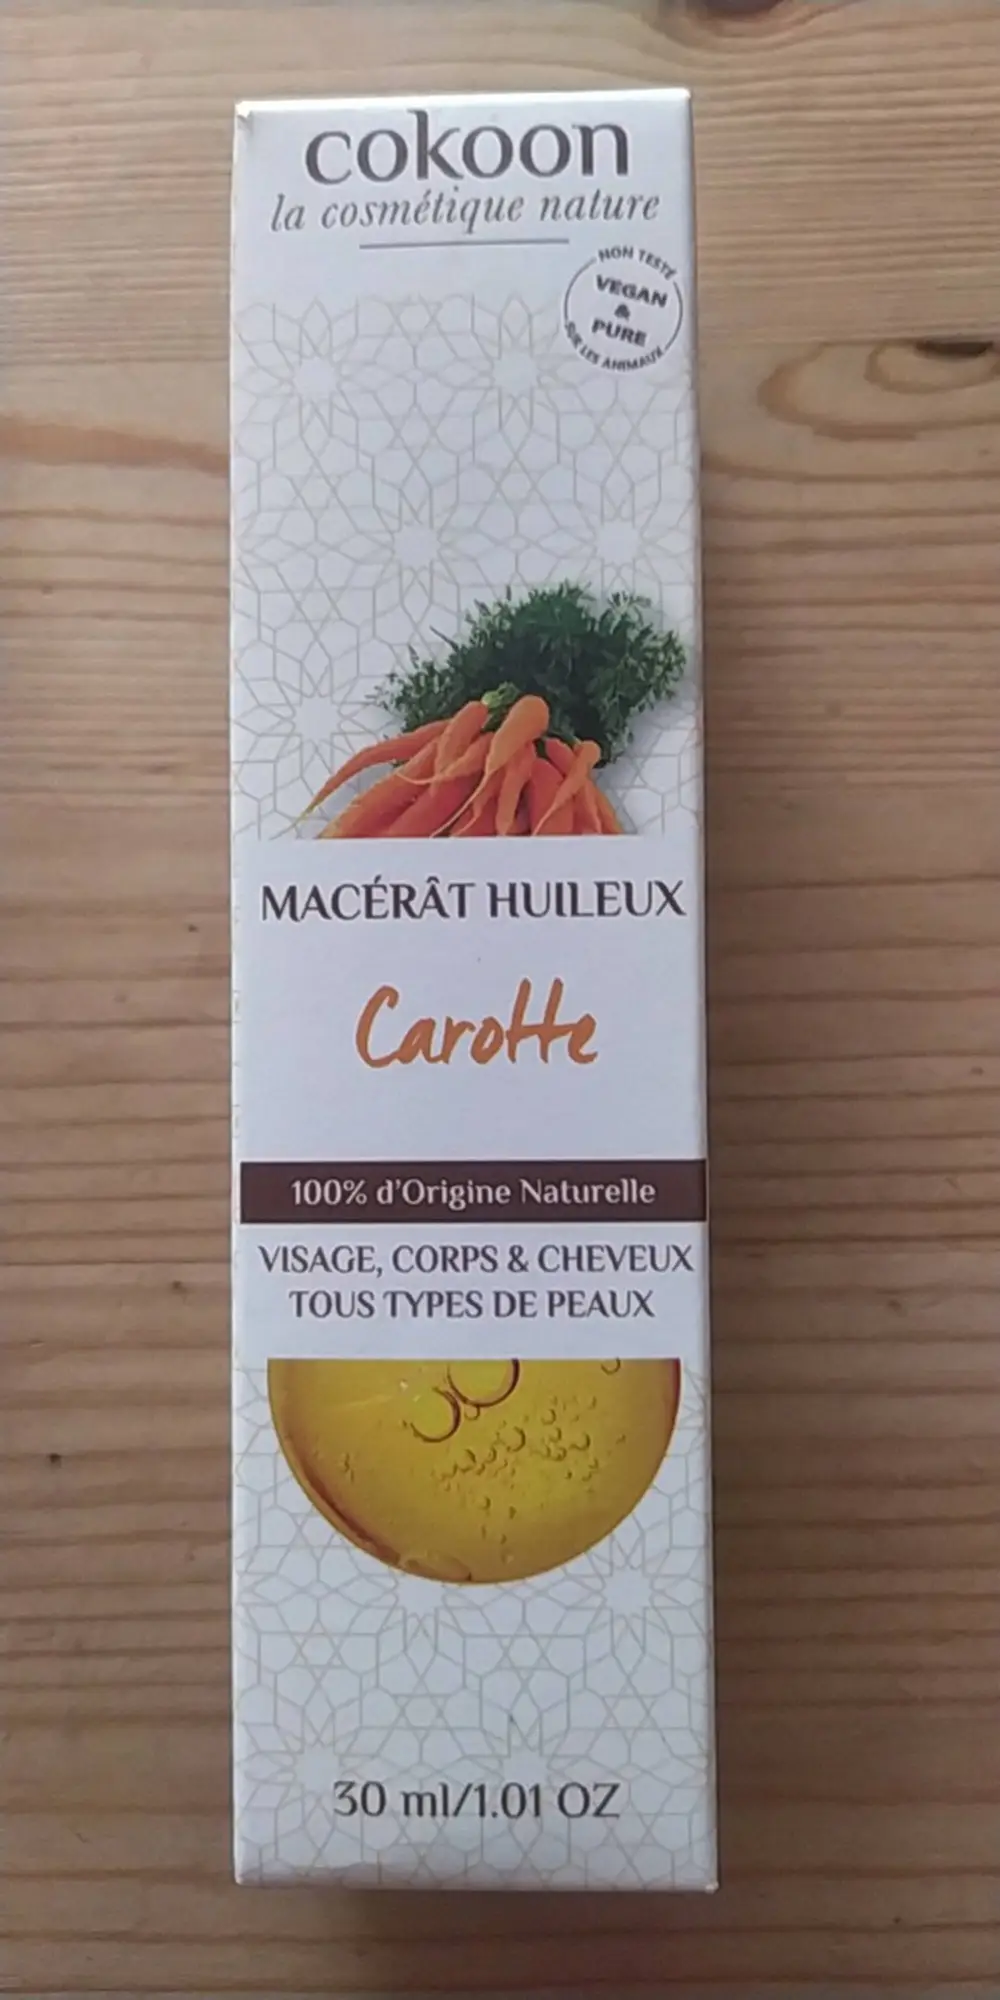 cokoon
la cosmétique nature
NON TESTÉ
VEGAN
&
PURE
SUR LES ANIMAUX
MACÉRÂT HUILEUX
Carotte
100% d'Origine Naturelle
VISAGE, CORPS & CHEVEUX
TOUS TYPES DE PEAUX
30 ml/1.01 OZ